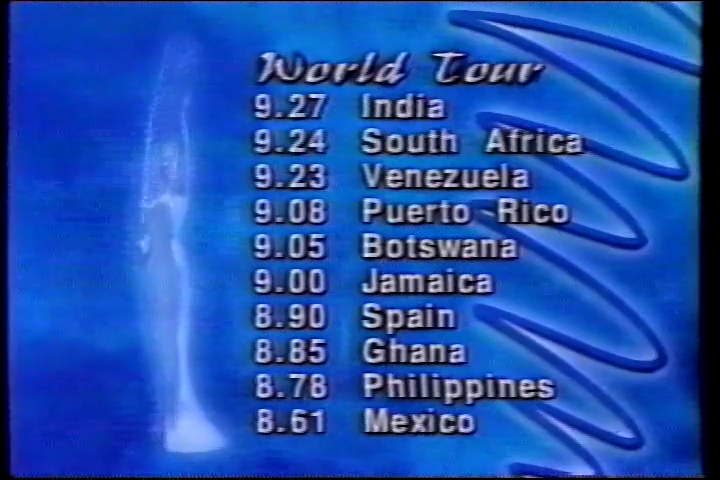 World Tour
9.27 India
9.24 South Africa
9.23 Venezuela
9.08 Puerto Rico
9.05 Botswana
9.00 Jamaica
8.90 Spain
8.85 Ghana
8.78 Philippines
8.61 Mexico